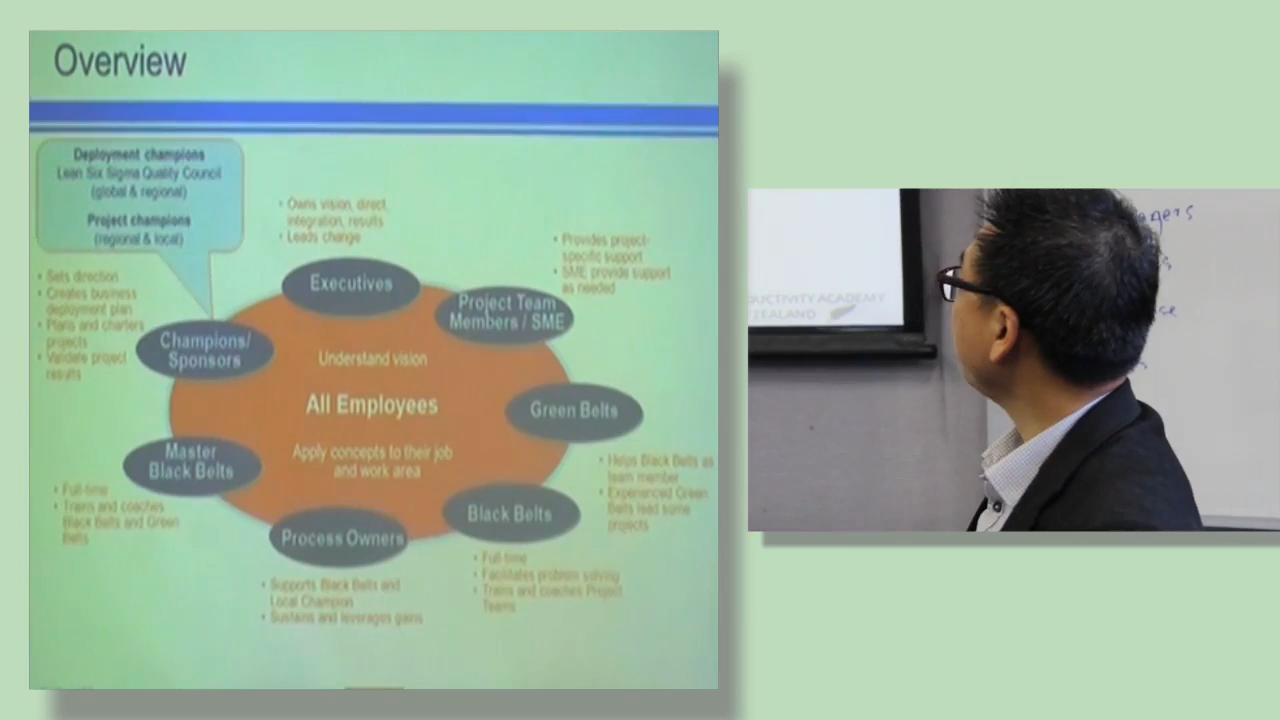 Overview
Deployment champions
Lean Six Sigma Quality Council
(global & regional)
Project champions
(regional & local)
• Owns vision, direct
integration, results
• Leads change
• Provides project-
specific support
• SME provide support
as needed
• Sets direction
• Creates business
deployment plan
• Plans and charters
projects
• Validate project
results
Executives
Project Team
Members / SME
Champions/
Sponsors
Understand vision
All Employees
Green Belts
Apply concepts to their job
and work area
Master
Black Belts
• Full-time
• Trains and coaches
Black Belts and Green
Belts
• Helps Black Belts as
team member
• Experienced Green
Belts lead some
projects
Black Belts
Process Owners
• Full-time
• Facilitates problem solving
• Trains and coaches Project
Teams
• Supports Black Belts and
Local Champion
• Sustains and leverages gains
UCTIVITY ACADEMY
ZEALAND